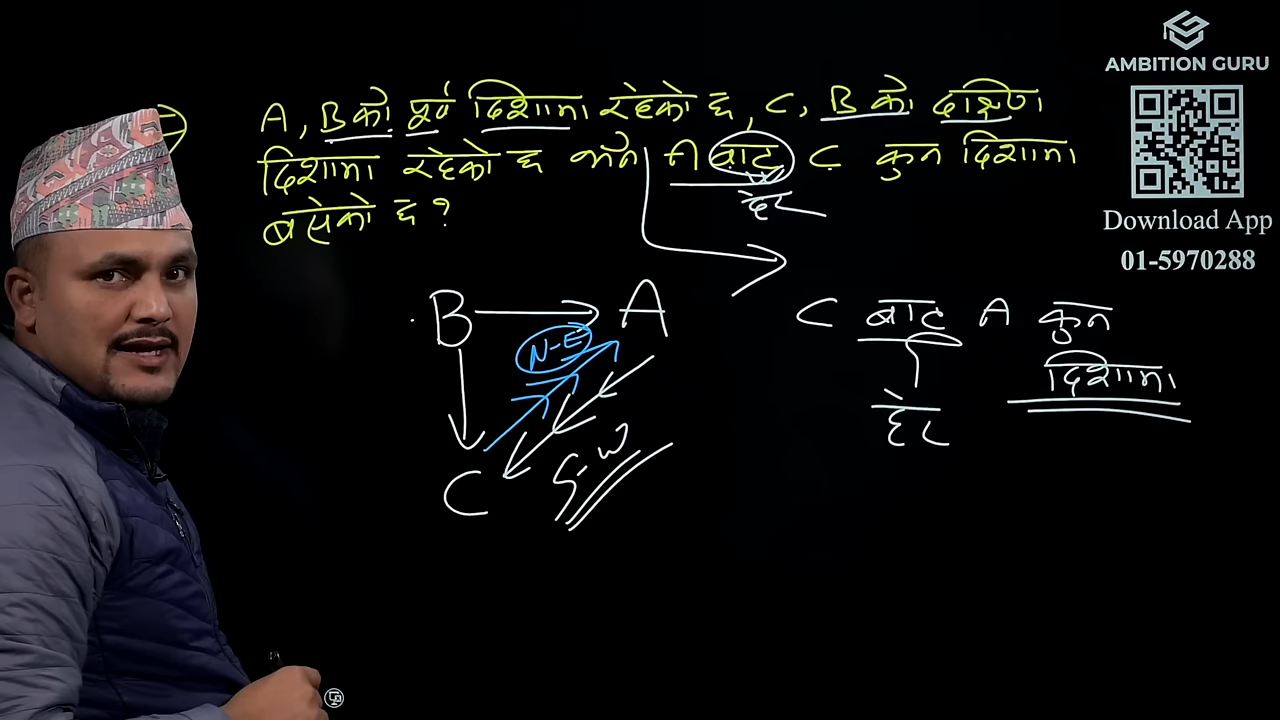 AMBITION GURU
Download App
01-5970288
A, B को पूर्व दिशामा रहेको छ, C, B को दक्षिण
दिशामा रहेको छ भने A बाट C कुन दिशामा
बसेको छ ?
हेर
B A
N-E
C
S-W
C बाट A कुन
दिशामा
हेर